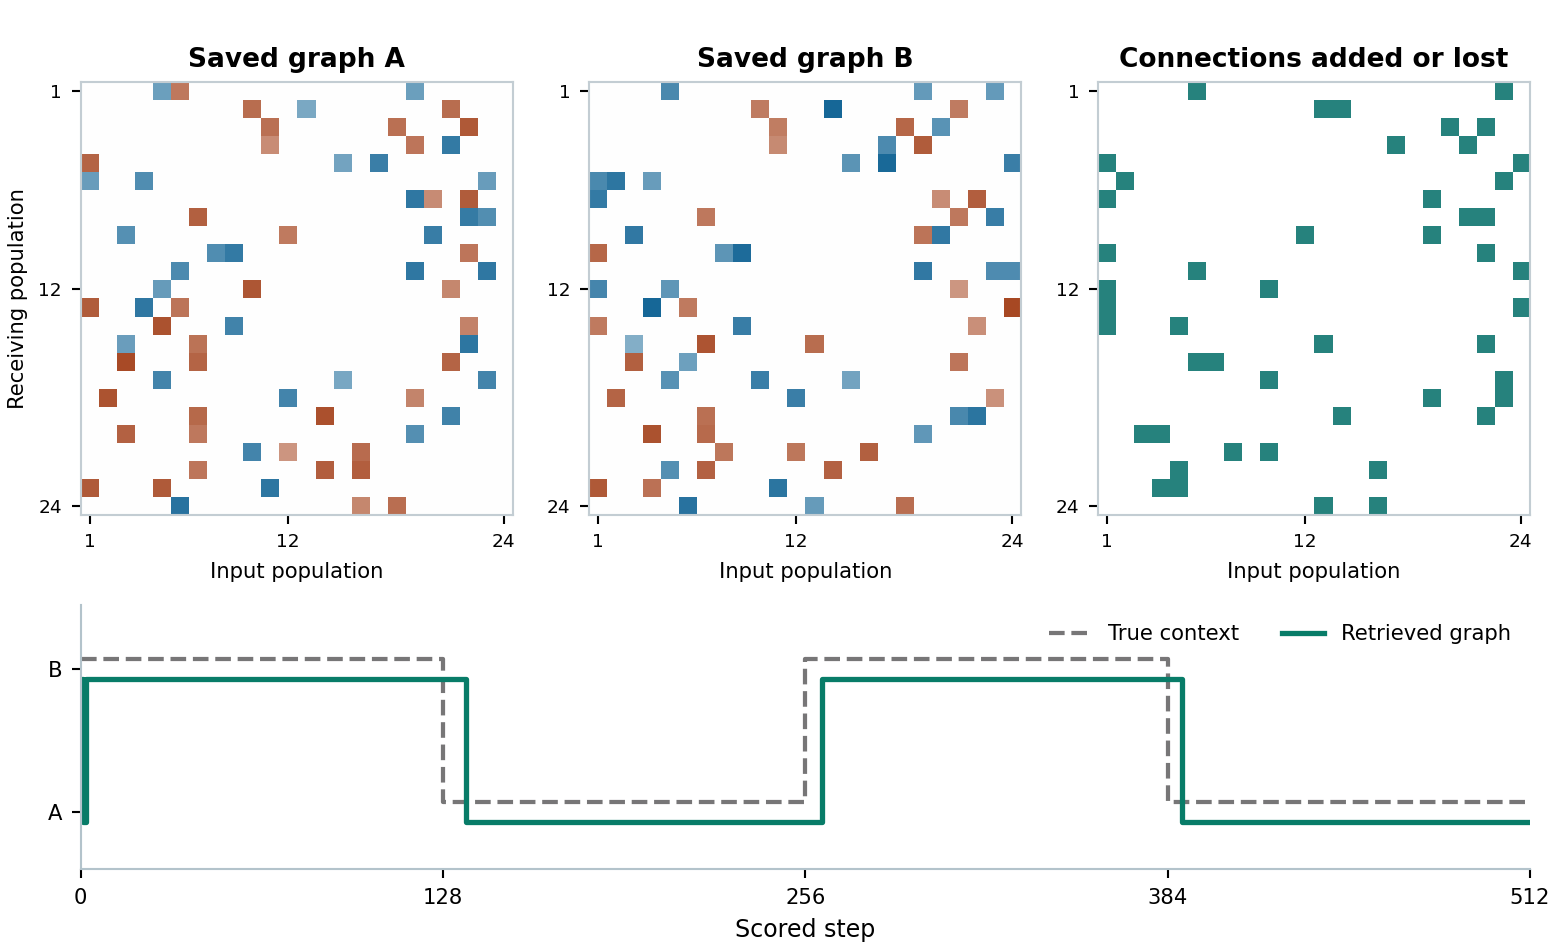 Saved graph A
Saved graph B
Connections added or lost
Receiving population
1
12
24
1
12
24
Input population
1
12
24
1
12
24
Input population
1
12
24
1
12
24
Input population
True context
Retrieved graph
B
A
0
128
256
384
512
Scored step